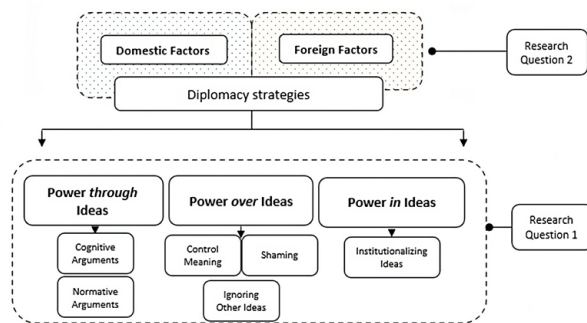 Domestic Factors
Foreign Factors
Research
Question 2
Diplomacy strategies
Power through
Ideas
Power over Ideas
Power in Ideas
Research
Question 1
Cognitive
Arguments
Control
Meaning
Shaming
Institutionalizing
Ideas
Normative
Arguments
Ignoring
Other Ideas